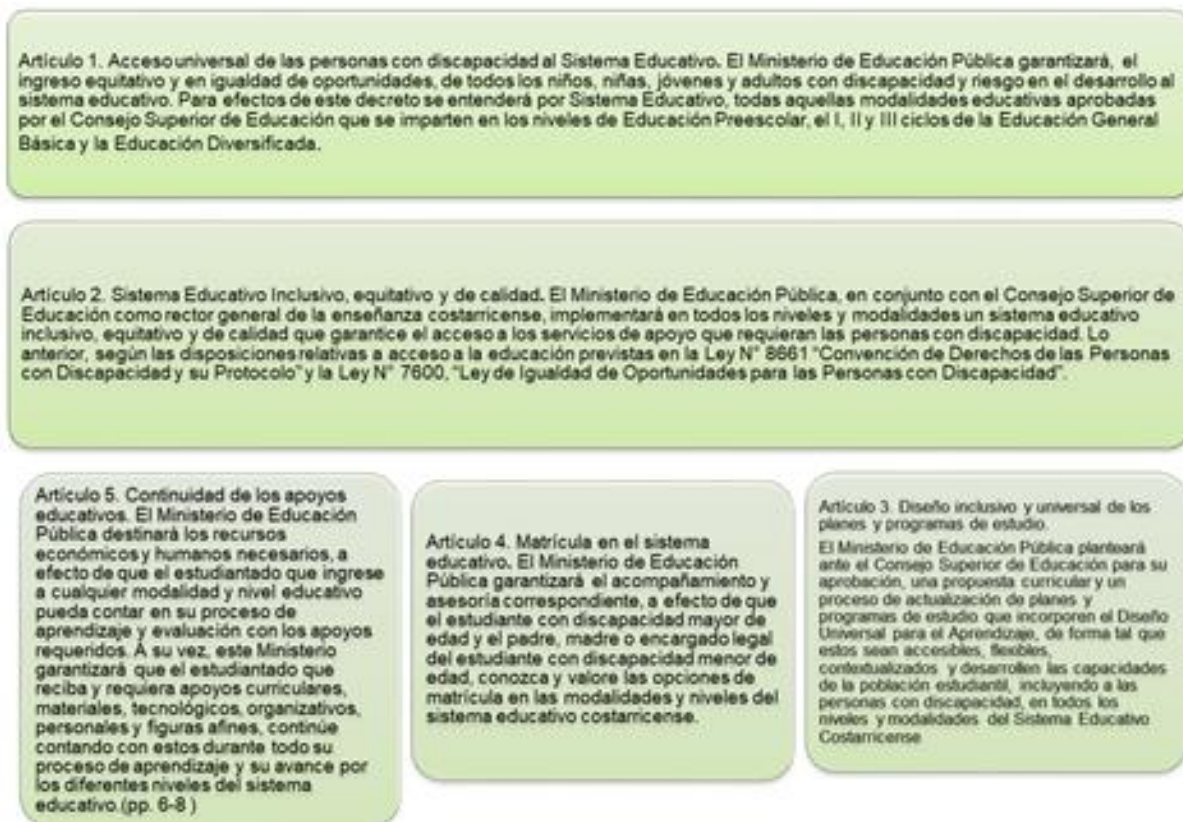 Artículo 1. Acceso universal de las personas con discapacidad al Sistema Educativo. El Ministerio de Educación Pública garantizará, el
ingreso equitativo y en igualdad de oportunidades, de todos los niños, niñas, jóvenes y adultos con discapacidad y riesgo en el desarrollo al
sistema educativo. Para efectos de este decreto se entenderá por Sistema Educativo, todas aquellas modalidades educativas aprobadas
por el Consejo Superior de Educación que se imparten en los niveles de Educación Preescolar, el I, II y III ciclos de la Educación General
Básica y la Educación Diversificada.
Artículo 2. Sistema Educativo Inclusivo, equitativo y de calidad. El Ministerio de Educación Pública, en conjunto con el Consejo Superior de
Educación como rector general de la enseñanza costarricense, implementará en todos los niveles y modalidades un sistema educativo
inclusivo, equitativo y de calidad que garantice el acceso a los servicios de apoyo que requieran las personas con discapacidad. Lo
anterior, según las disposiciones relativas a acceso a la educación previstas en la Ley N° 8661 "Convención de Derechos de las Personas
con Discapacidad y su Protocolo" y la Ley N° 7600, "Ley de Igualdad de Oportunidades para las Personas con Discapacidad".
Artículo 5. Continuidad de los apoyos
educativos. El Ministerio de Educación
Pública destinará los recursos
económicos y humanos necesarios, a
efecto de que el estudiantado que ingrese
a cualquier modalidad y nivel educativo
pueda contar en su proceso de
aprendizaje y evaluación con los apoyos
requeridos. A su vez, este Ministerio
garantizará que el estudiantado que
reciba y requiera apoyos curriculares,
materiales, tecnológicos, organizativos,
personales y figuras afines, continúe
contando con estos durante todo su
proceso de aprendizaje y su avance por
los diferentes niveles del sistema
educativo.(pp. 6-8 )
Artículo 4. Matrícula en el sistema
educativo. El Ministerio de Educación
Pública garantizará el acompañamiento y
asesoría correspondiente, a efecto de que
el estudiante con discapacidad mayor de
edad y el padre, madre o encargado legal
del estudiante con discapacidad menor de
edad, conozca y valore las opciones de
matrícula en las modalidades y niveles del
sistema educativo costarricense.
Artículo 3. Diseño inclusivo y universal de los
planes y programas de estudio.
El Ministerio de Educación Pública planteará
ante el Consejo Superior de Educación para su
aprobación, una propuesta curricular y un
proceso de actualización de planes y
programas de estudio que incorporen el Diseño
Universal para el Aprendizaje, de forma tal que
estos sean accesibles, flexibles,
contextualizados y desarrollen las capacidades
de la población estudiantil, incluyendo a las
personas con discapacidad, en todos los
niveles y modalidades del Sistema Educativo
Costarricense